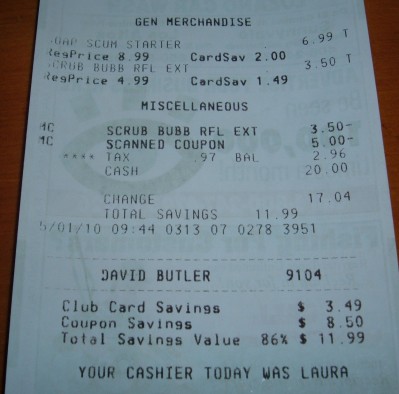 GEN MERCHANDISE
SOAP SCUM STARTER 6.99 T
RegPrice 8.99 CardSav 2.00
SCRUB BUBB RFL EXT 3.50 T
RegPrice 4.99 CardSav 1.49
MISCELLANEOUS
MC SCRUB BUBB RFL EXT 3.50-
MC SCANNED COUPON 5.00-
**** TAX .97 BAL 2.96
CASH 20.00
CHANGE 17.04
TOTAL SAVINGS 11.99
5/01/10 09:44 0313 07 0278 3951
DAVID BUTLER 9104
Club Card Savings $ 3.49
Coupon Savings $ 8.50
Total Savings Value 86% $ 11.99
YOUR CASHIER TODAY WAS LAURA